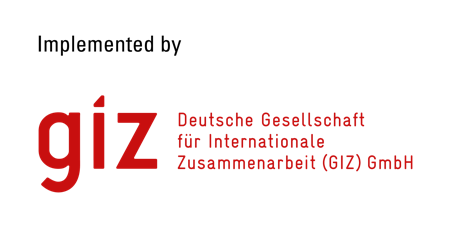 Implemented by
giz
Deutsche Gesellschaft
für Internationale
Zusammenarbeit (GIZ) GmbH